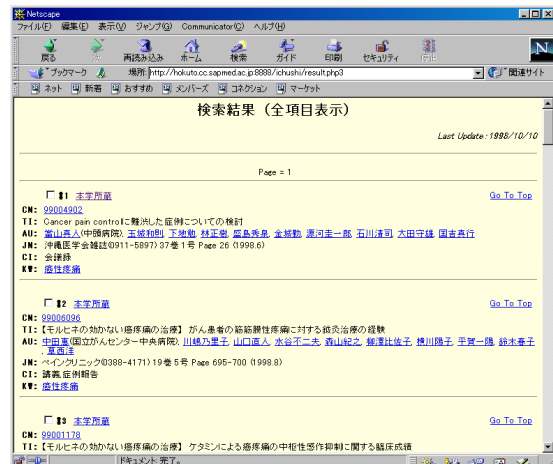 Netscape
ファイル(F) 編集(E) 表示(V) ジャンプ(G) Communicator(C) ヘルプ(H)
戻る 次 再読み込み ホーム 検索 ガイド 印刷 セキュリティ 停止
ブックマーク 場所: http://hokuto.cc.sapmed.ac.jp:8888/ichushi/result.php3 関連サイト
ネット 新着 おすすめ メンバーズ コネクション マーケット
検索結果（全項目表示）
Last Update : 1998/10/10
Page = 1
#1 本学所蔵 Go To Top
CN: 99004902
TI: Cancer pain controlに難渋した症例についての検討
AU: 當山真人(中頭病院), 玉城和則, 下地勉, 林正樹, 盛島秀泉, 金城勤, 源河圭一郎, 石川清司, 大田守雄, 国吉真行
JN: 沖縄医学会雑誌(0911-5897) 37巻 1号 Page 26 (1998.6)
CI: 会議録
KW: 癌性疼痛
#2 本学所蔵 Go To Top
CN: 99006096
TI: 【モルヒネの効かない癌疼痛の治療】 がん患者の筋筋膜性疼痛に対する鍼灸治療の経験
AU: 中田恵(国立がんセンター中央病院), 川嶋乃里子, 山口直人, 水谷不二夫, 森山紀之, 柳澤比佐子, 横川陽子, 平賀一陽, 鈴木春子
, 草西洋
JN: ペインクリニック(0388-4171) 19巻 5号 Page 695-700 (1998.8)
CI: 講義,症例報告
KW: 癌性疼痛
#3 本学所蔵 Go To Top
CN: 99001178
TI: 【モルヒネの効かない癌疼痛の治療】 ケタミンによる癌疼痛の中枢性感作抑制に関する臨床成績
ドキュメント: 完了。